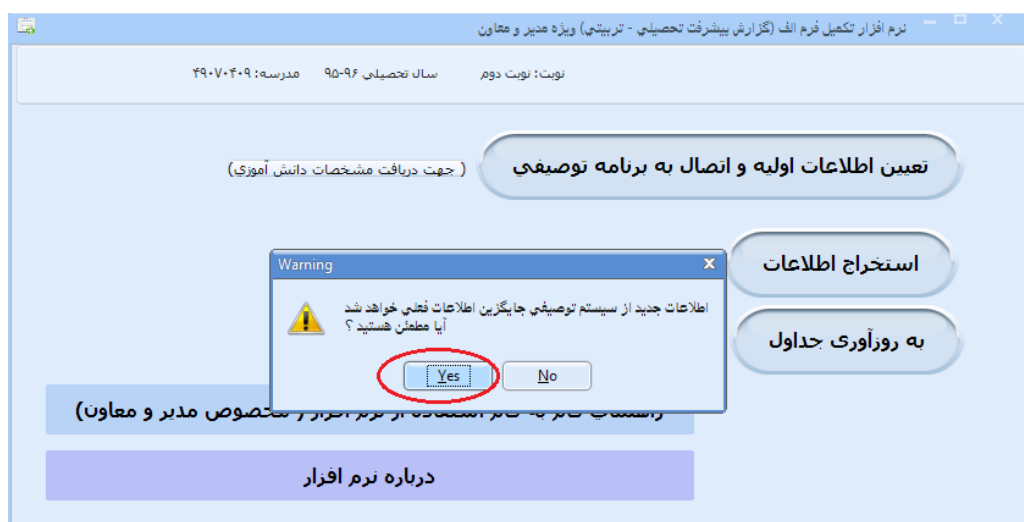 نرم افزار تکمیل فرم الف (گزارش پیشرفت تحصیلی - تربیتی) ویژه مدیر و معاون
نوبت: نوبت دوم سال تحصیلی ۹۶-۹۵ مدرسه: ۴۹۰۷۰۴۰۹
تعیین اطلاعات اولیه و اتصال به برنامه توصیفی
( جهت دریافت مشخصات دانش آموزی)
استخراج اطلاعات
به روزآوری جداول
Warning
اطلاعات جدید از سیستم توصیفی جایگزین اطلاعات فعلی خواهد شد
آیا مطمئن هستید ؟
Yes No
مخصوص مدیر و معاون)
درباره نرم افزار